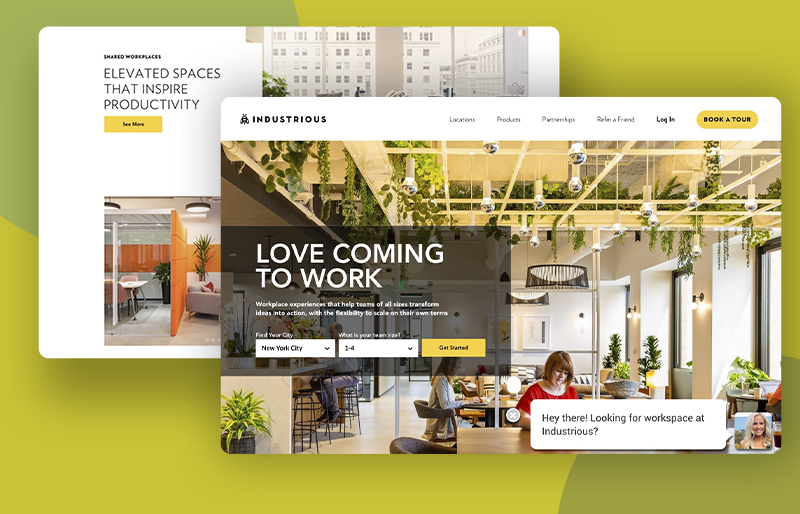 SHARED WORKPLACES
ELEVATED SPACES
THAT INSPIRE
PRODUCTIVITY
See More
INDUSTRIOUS
Locations
Products
Partnerships
Refer a Friend
Log In
BOOK A TOUR
LOVE COMING
TO WORK
Workplace experiences that help teams of all sizes transform
ideas into action, with the flexibility to scale on their own terms
Find Your City
What is your team size?
New York City
1-4
Get Started
Hey there! Looking for workspace at
Industrious?